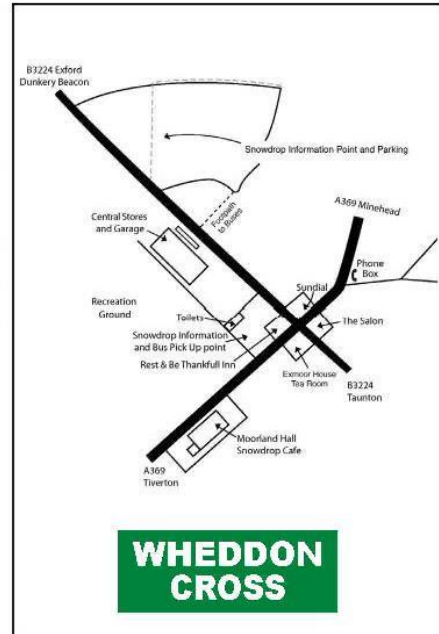 B3224 Exford
Dunkery Beacon
Snowdrop Information Point and Parking
A369 Minehead
Footpath
to Buses
Central Stores
and Garage
Phone
Box
Sundial
Recreation
Ground
Toilets
The Salon
Snowdrop Information
and Bus Pick Up point
Rest & Be Thankfull Inn
Exmoor House
Tea Room
B3224
Taunton
Moorland Hall
Snowdrop Cafe
A369
Tiverton
WHEDDON
CROSS